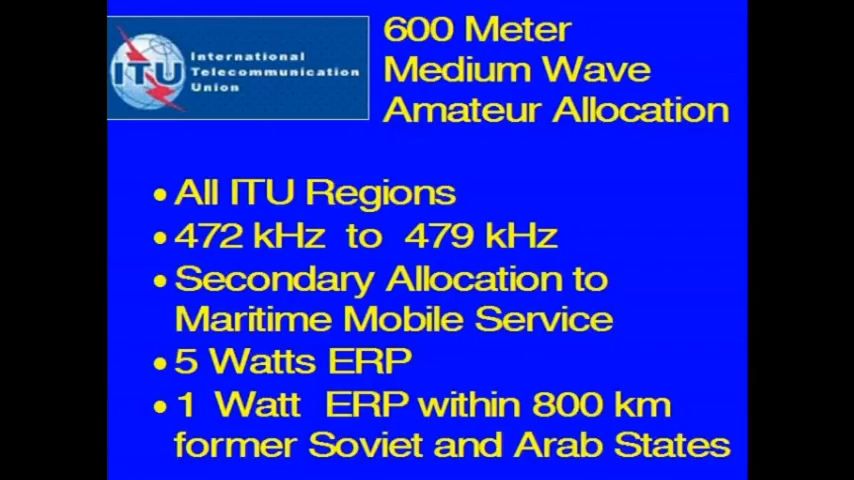 ITU
International
Telecommunication
Union
600 Meter
Medium Wave
Amateur Allocation
• All ITU Regions
• 472 kHz to 479 kHz
• Secondary Allocation to
Maritime Mobile Service
• 5 Watts ERP
• 1 Watt ERP within 800 km
former Soviet and Arab States